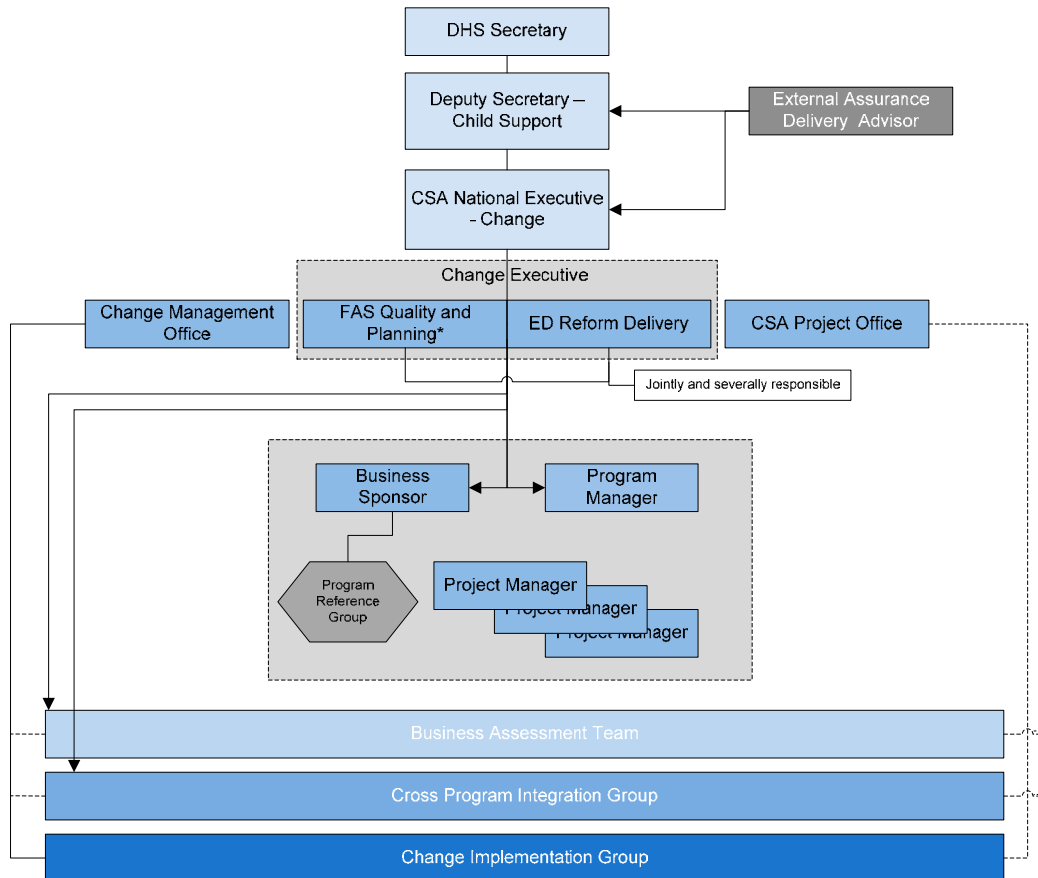 DHS Secretary
Deputy Secretary –
Child Support
External Assurance
Delivery Advisor
CSA National Executive
- Change
Change Executive
Change Management
Office
FAS Quality and
Planning*
ED Reform Delivery
CSA Project Office
Jointly and severally responsible
Business
Sponsor
Program
Manager
Program
Reference
Group
Project Manager
Project Manager
Project Manager
Business Assessment Team
Cross Program Integration Group
Change Implementation Group